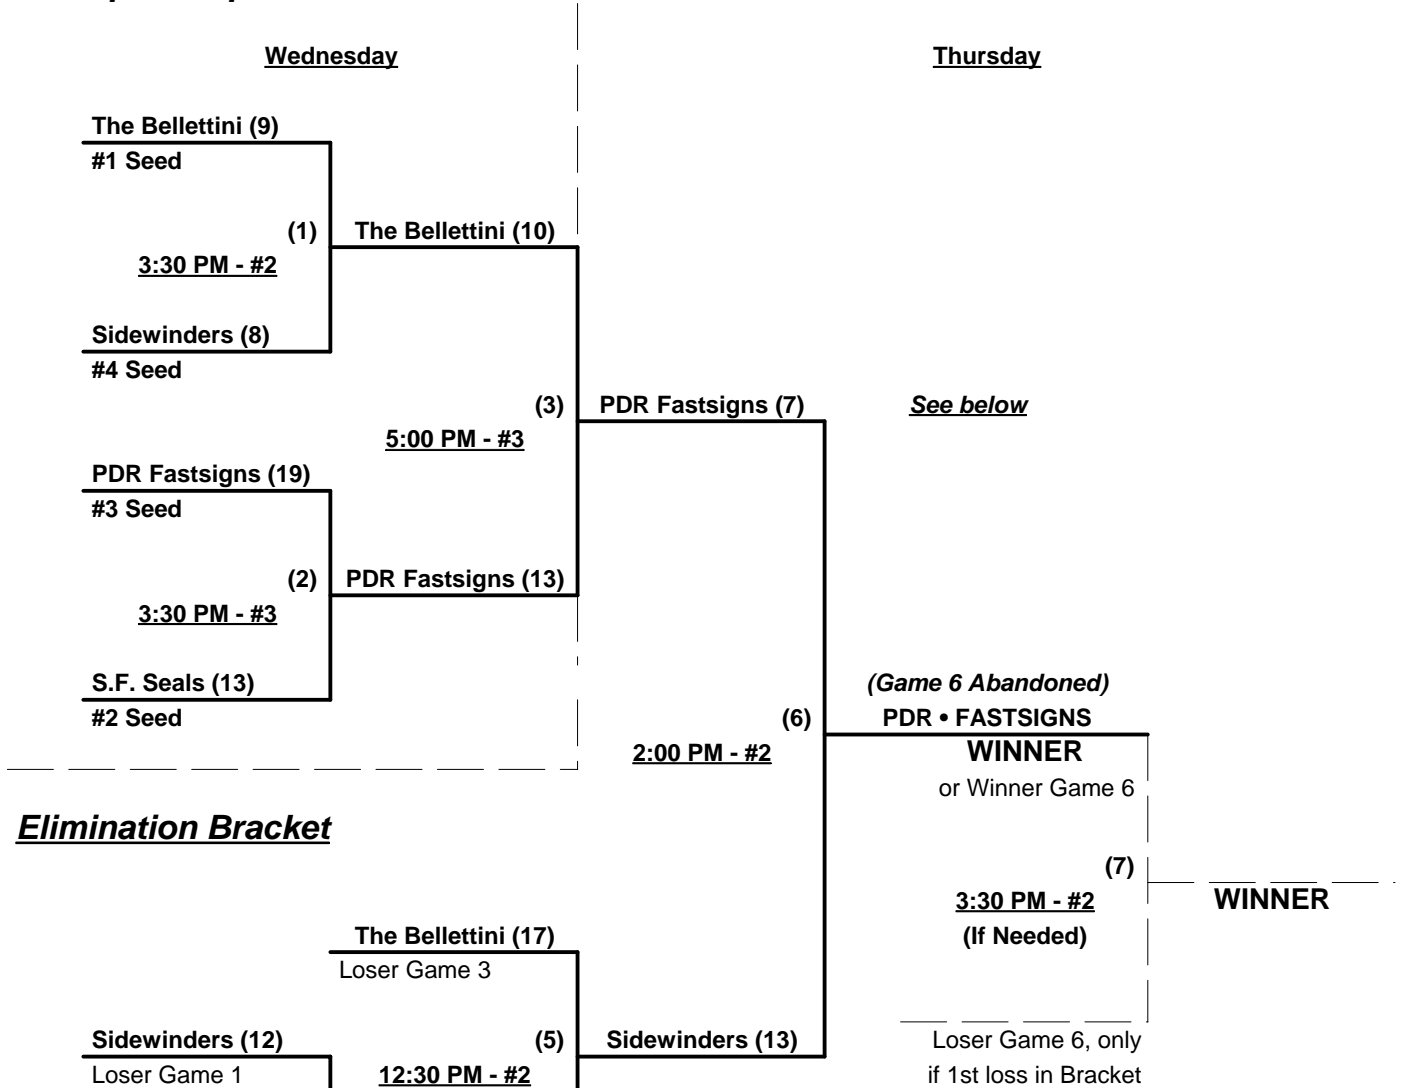 Wednesday
Thursday
The Bellettini (9)
#1 Seed
(1)
The Bellettini (10)
3:30 PM - #2
Sidewinders (8)
#4 Seed
(3)
PDR Fastsigns (7)
See below
5:00 PM - #3
PDR Fastsigns (19)
#3 Seed
(2)
PDR Fastsigns (13)
3:30 PM - #3
S.F. Seals (13)
#2 Seed
(Game 6 Abandoned)
(6)
PDR • FASTSIGNS
2:00 PM - #2
WINNER
or Winner Game 6
Elimination Bracket
(7)
3:30 PM - #2
WINNER
(If Needed)
The Bellettini (17)
Loser Game 3
Sidewinders (12)
(5)
Sidewinders (13)
Loser Game 6, only
Loser Game 1
12:30 PM - #2
if 1st loss in Bracket